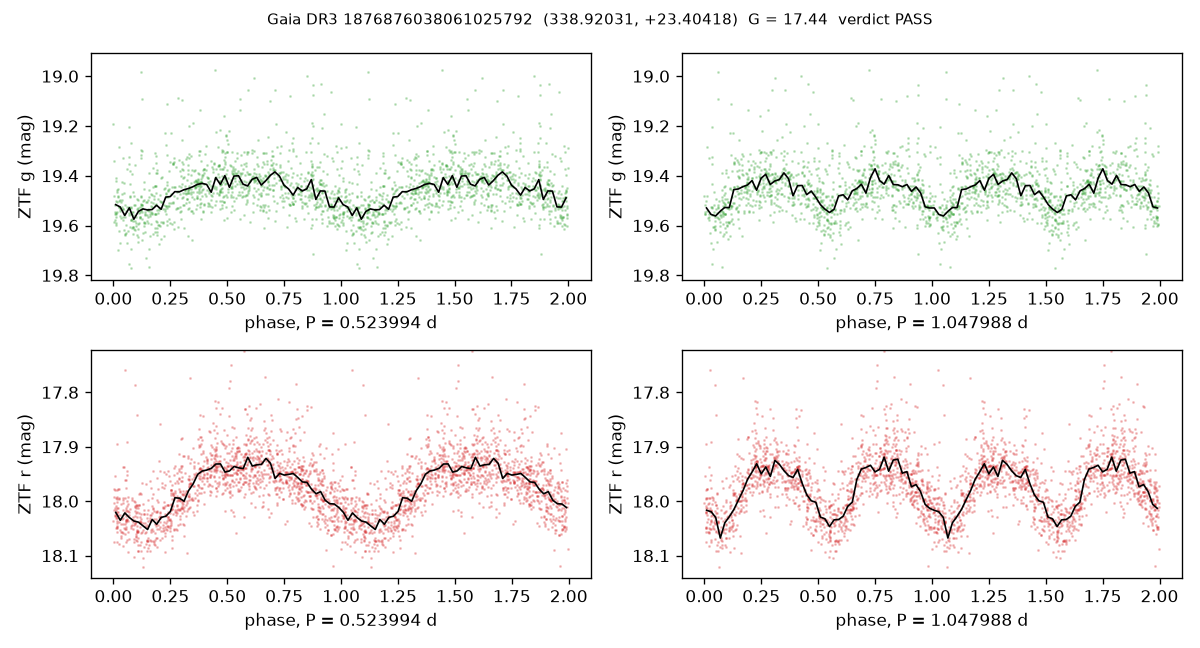 Gaia DR3 1876876038061025792 (338.92031, +23.40418) G = 17.44 verdict PASS
ZTF g (mag)
19.0
19.2
19.4
19.6
19.8
0.00 0.25 0.50 0.75 1.00 1.25 1.50 1.75 2.00
phase, P = 0.523994 d
ZTF g (mag)
19.0
19.2
19.4
19.6
19.8
0.00 0.25 0.50 0.75 1.00 1.25 1.50 1.75 2.00
phase, P = 1.047988 d
ZTF r (mag)
17.8
17.9
18.0
18.1
0.00 0.25 0.50 0.75 1.00 1.25 1.50 1.75 2.00
phase, P = 0.523994 d
ZTF r (mag)
17.8
17.9
18.0
18.1
0.00 0.25 0.50 0.75 1.00 1.25 1.50 1.75 2.00
phase, P = 1.047988 d